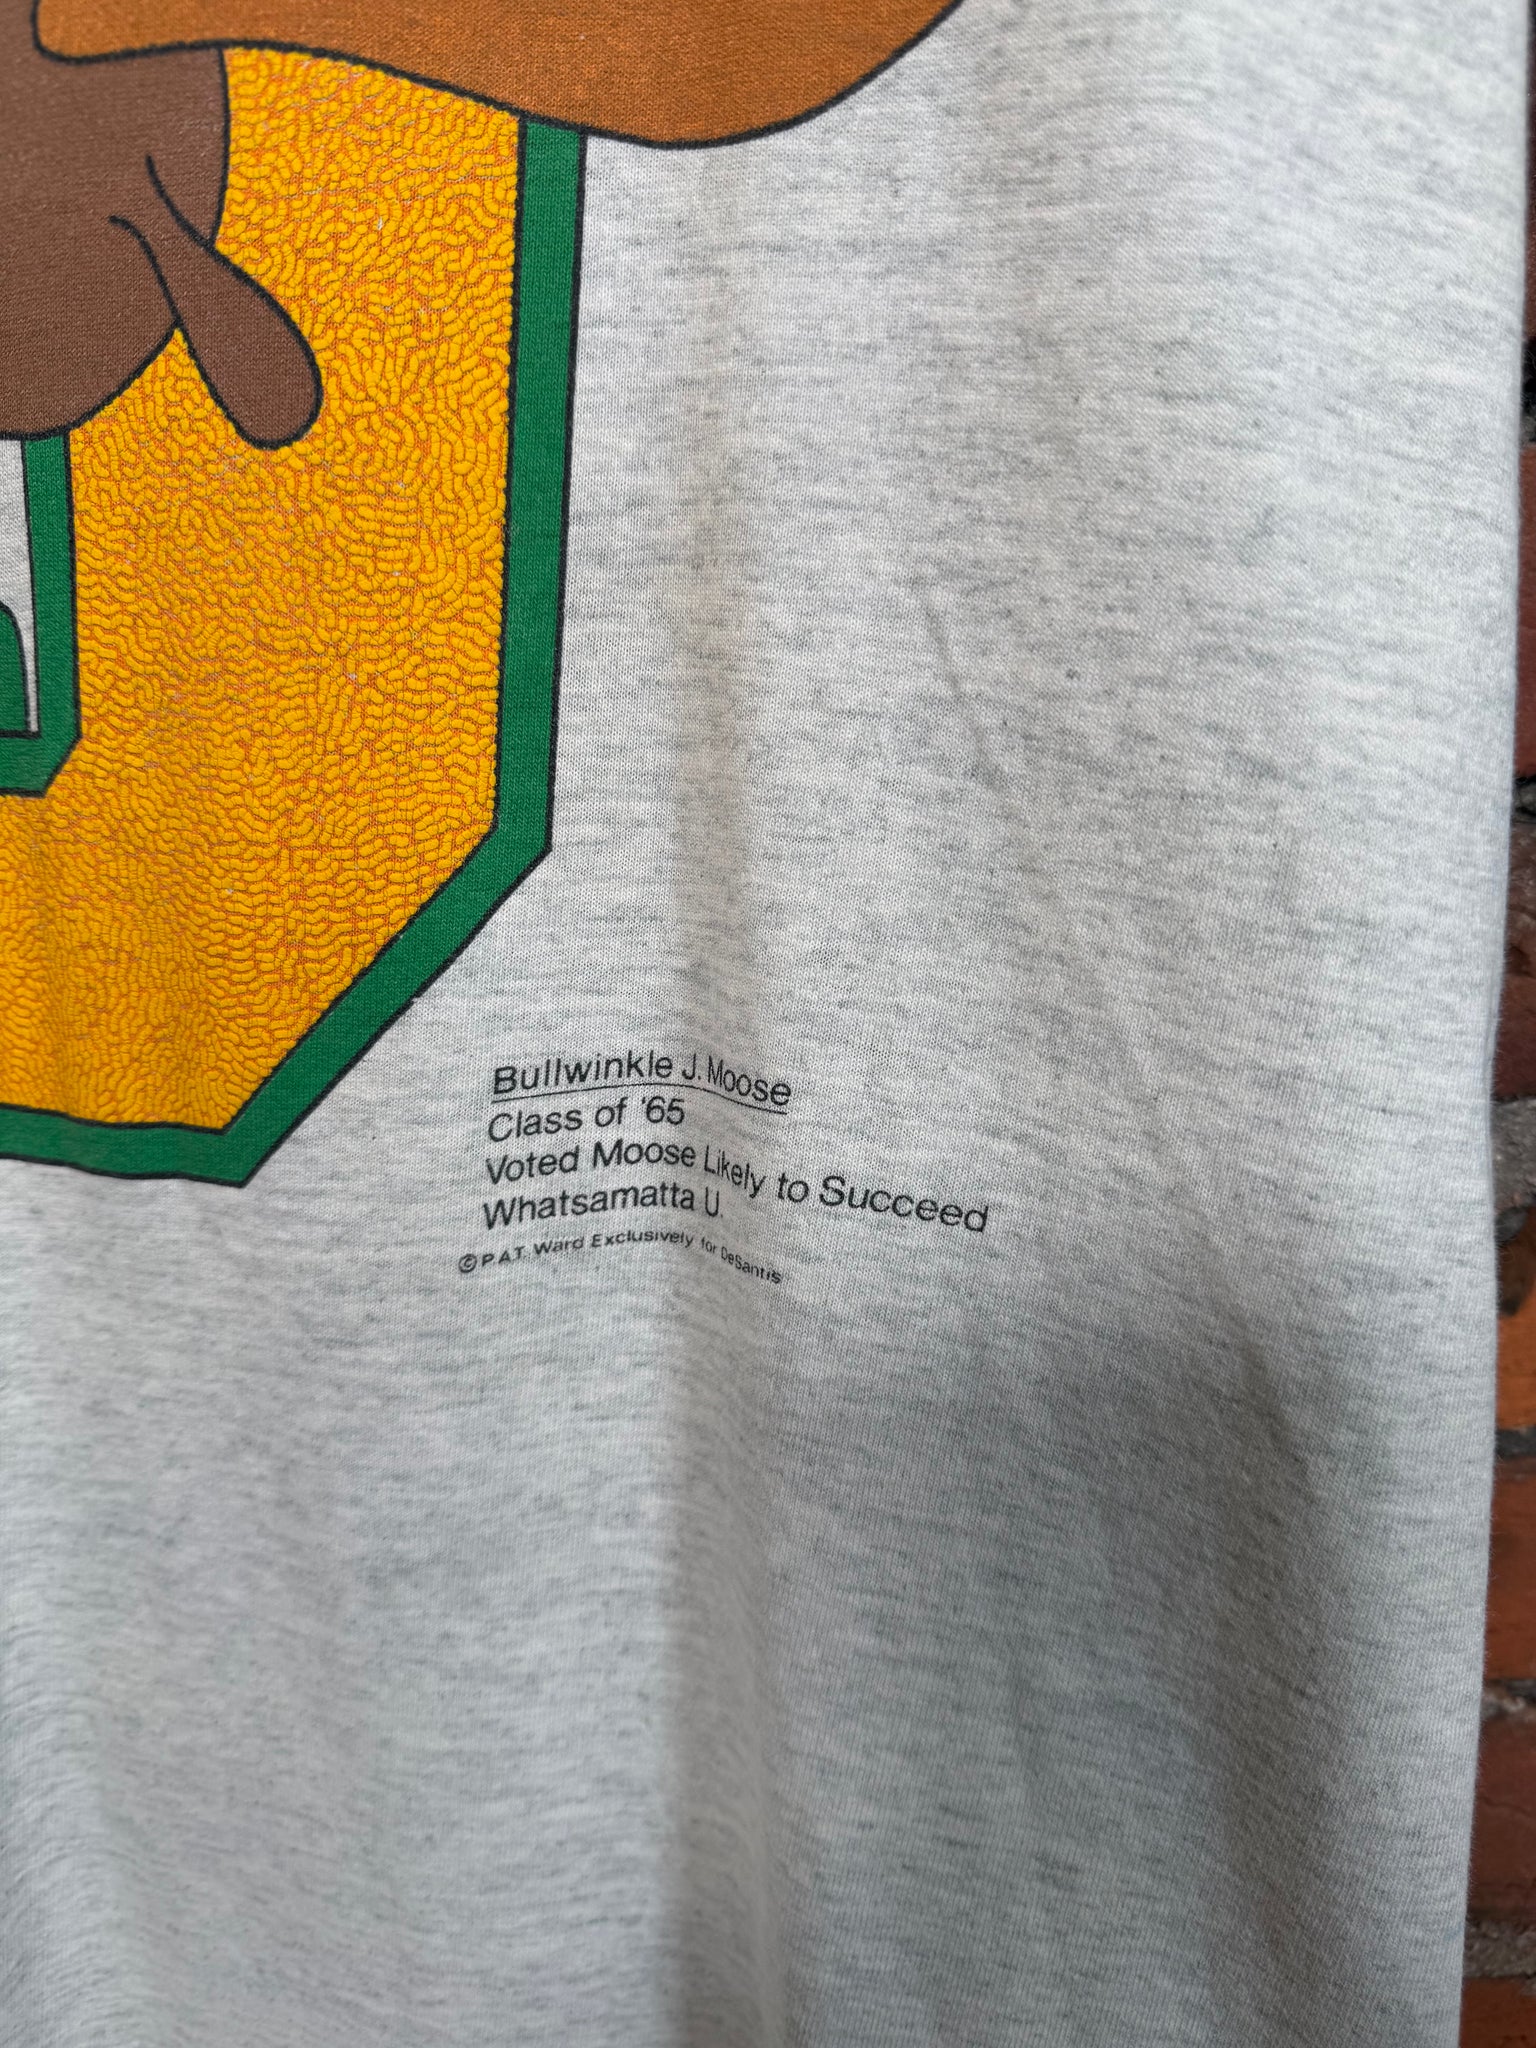 Bullwinkle J. Moose
Class of '65
Voted Moose Likely to Succeed
Whatsamatta U.
©P.A.T. Ward Exclusively for DeSantis